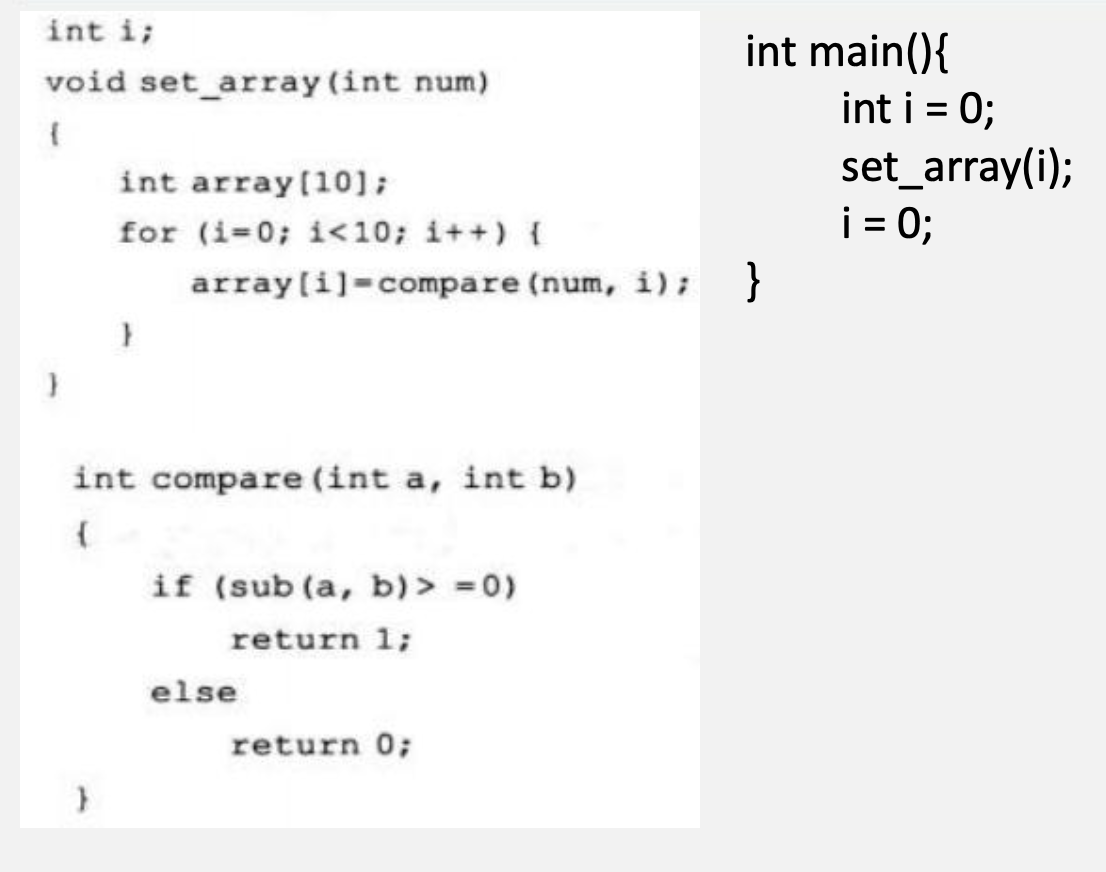 int i;
void set_array(int num)
{
int array[10];
for (i=0; i<10; i++) {
array[i]=compare(num, i);
}
}
int compare(int a, int b)
{
if (sub(a, b)> =0)
return 1;
else
return 0;
}
int main(){
int i = 0;
set_array(i);
i = 0;
}